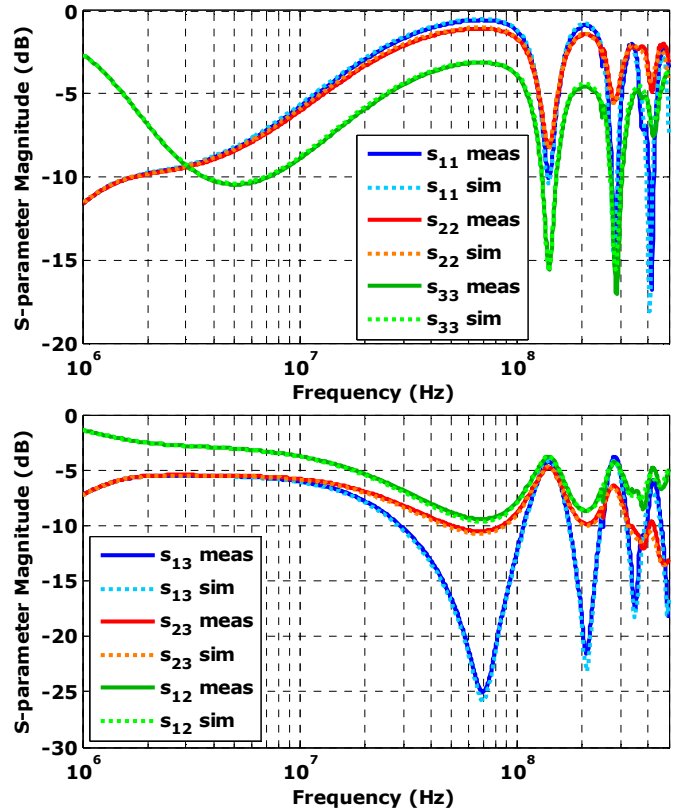 0
-5
-10
-15
-20
S-parameter Magnitude (dB)
s11 meas
s11 sim
s22 meas
s22 sim
s33 meas
s33 sim
10^6
10^7
10^8
Frequency (Hz)
0
-5
-10
-15
-20
-25
-30
S-parameter Magnitude (dB)
s13 meas
s13 sim
s23 meas
s23 sim
s12 meas
s12 sim
10^6
10^7
10^8
Frequency (Hz)